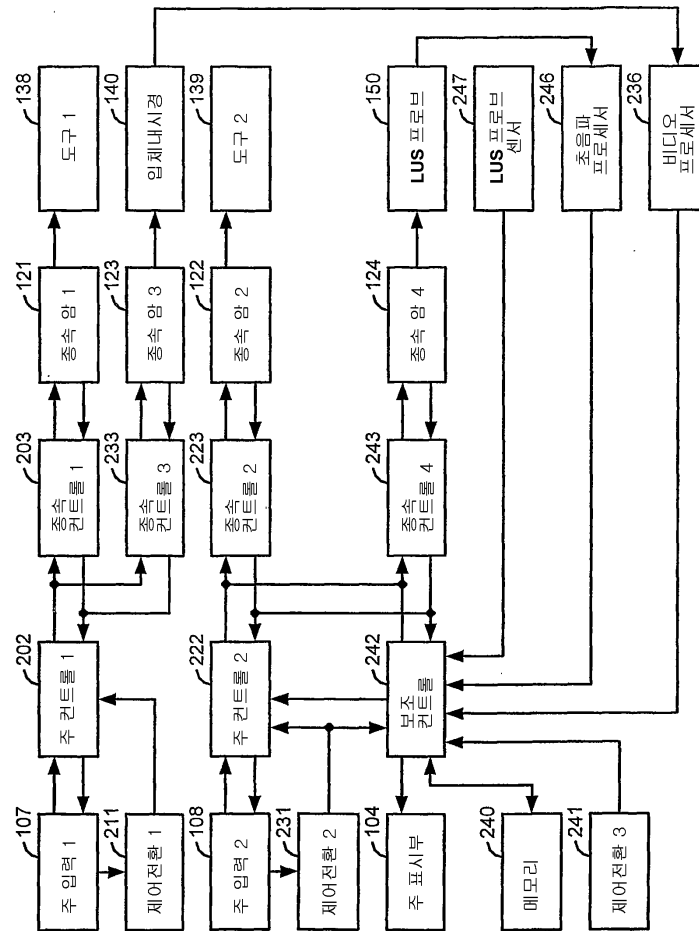 107
주 입력 1
211
제어전환 1
202
주 컨트롤 1
203
종속
컨트롤 1
233
종속
컨트롤 3
121
종속 암 1
123
종속 암 3
138
도구 1
140
입체내시경
108
주 입력 2
231
제어전환 2
222
주 컨트롤 2
223
종속
컨트롤 2
122
종속 암 2
139
도구 2
104
주 표시부
240
메모리
241
제어전환 3
242
보조
컨트롤
243
종속
컨트롤 4
124
종속 암 4
150
LUS 프로브
247
LUS 프로브
센서
246
초음파
프로세서
236
비디오
프로세서